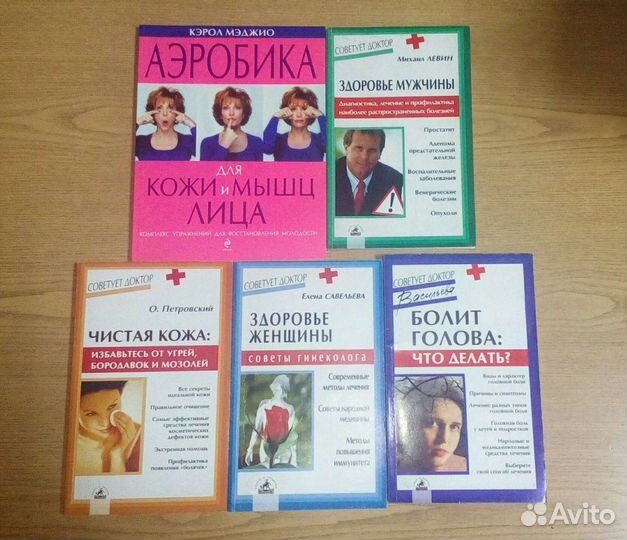 КЭРОЛ МЭДЖИО
АЭРОБИКА
ДЛЯ
КОЖИ И МЫШЦ
ЛИЦА
КОМПЛЕКС УПРАЖНЕНИЙ ДЛЯ ВОССТАНОВЛЕНИЯ МОЛОДОСТИ
СОВЕТУЕТ ДОКТОР
Михаил ЛЕВИН
ЗДОРОВЬЕ МУЖЧИНЫ
Диагностика, лечение и профилактика
наиболее распространенных болезней
Простатит
Аденома
предстательной
железы
Воспалительные
заболевания
Венерические
болезни
Опухоли
СОВЕТУЕТ ДОКТОР
О. Петровский
ЧИСТАЯ КОЖА:
ИЗБАВЬТЕСЬ ОТ УГРЕЙ,
БОРОДАВОК И МОЗОЛЕЙ
Все секреты
идеальной кожи
Правильное очищение
Самые эффективные
средства лечения
косметических
дефектов кожи
Экстренная помощь
Профилактика
появления «болячек»
СОВЕТУЕТ ДОКТОР
Елена САВЕЛЬЕВА
ЗДОРОВЬЕ
ЖЕНЩИНЫ
советы гинеколога
Современные
методы лечения
Советы народной
медицины
Методы
повышения
иммунитета
СОВЕТУЕТ ДОКТОР
Васильева
БОЛИТ
ГОЛОВА:
ЧТО ДЕЛАТЬ?
Виды и характер
головной боли
Причины и симптомы
Лечение разных типов
головной боли
Головная боль
у детей и подростков
Народные и
медикаментозные
средства лечения
Выберите
свой способ лечения
Avito